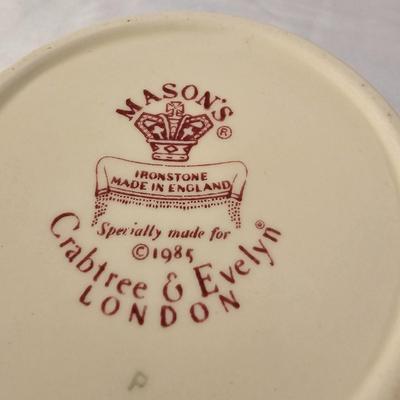 MASON'S®
IRONSTONE
MADE IN ENGLAND
Specially made for
©1985
Crabtree & Evelyn®
LONDON
P